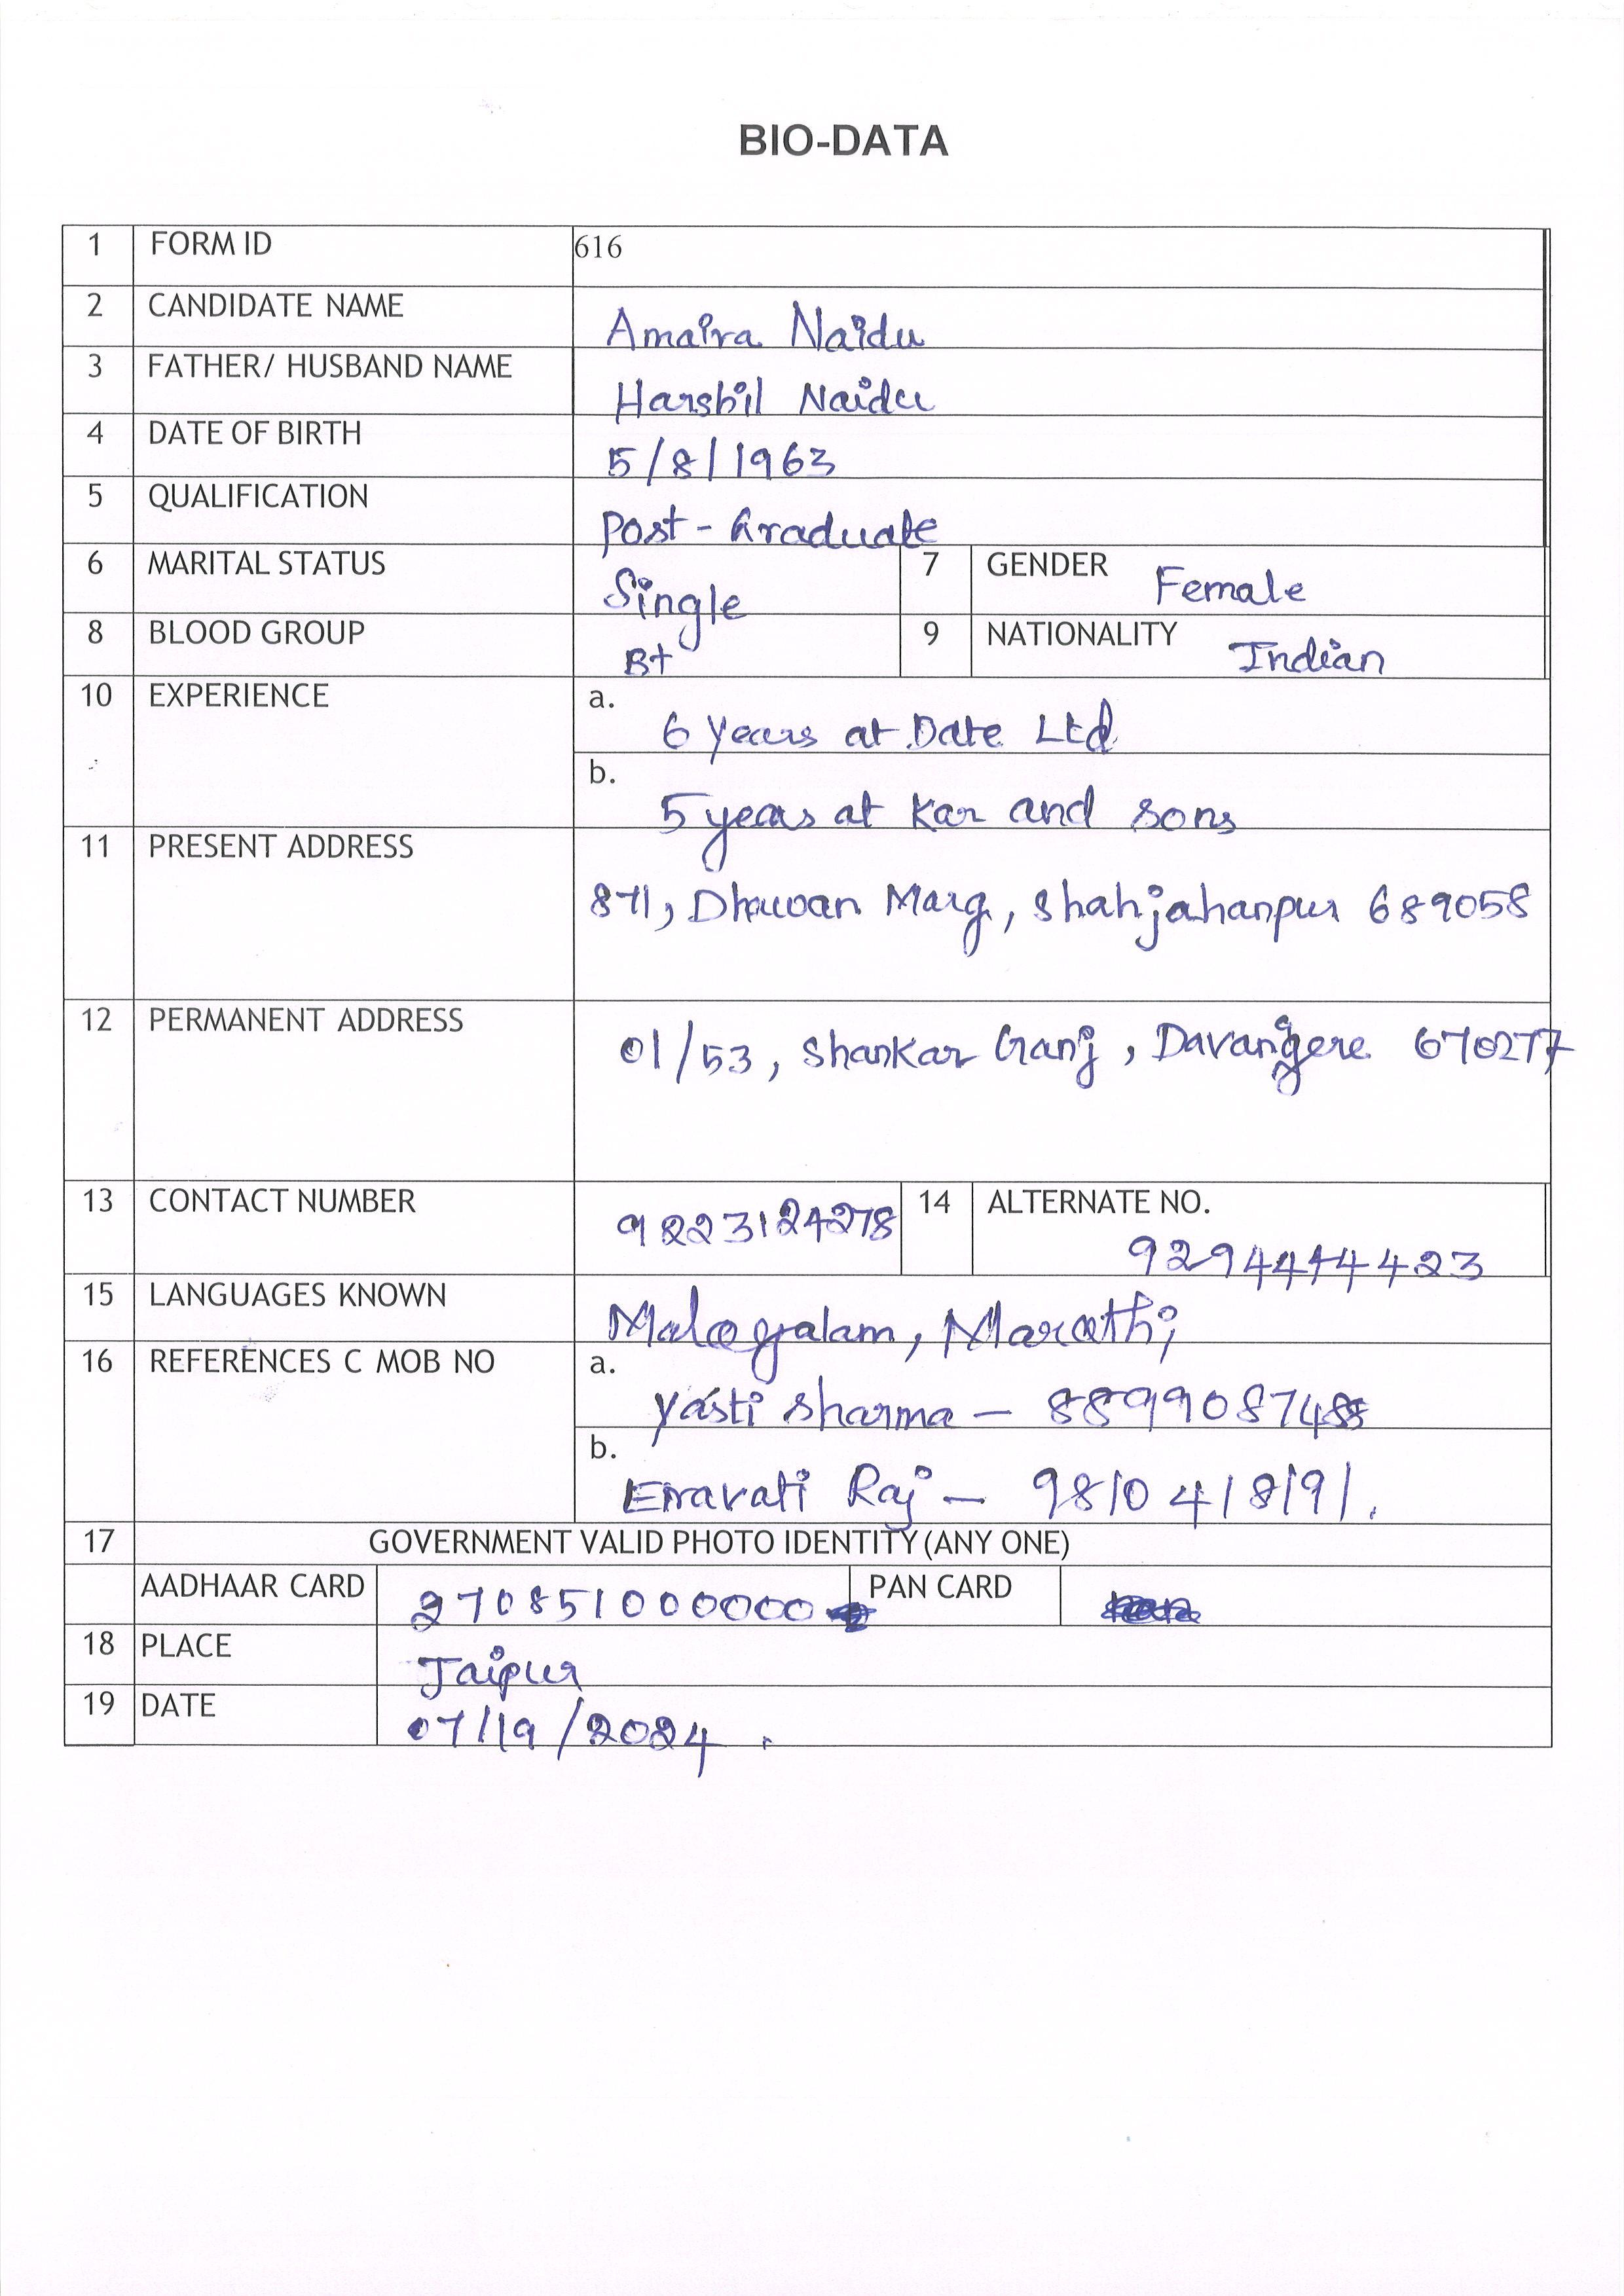 BIO-DATA
1 FORM ID 616
2 CANDIDATE NAME Amaira Naidu
3 FATHER/ HUSBAND NAME Harshil Naidu
4 DATE OF BIRTH 5/8/1963
5 QUALIFICATION Post-Graduate
6 MARITAL STATUS Single 7 GENDER Female
8 BLOOD GROUP B+ 9 NATIONALITY Indian
10 EXPERIENCE a. 6 years at Date Ltd
b. 5 years at Kar and Sons
11 PRESENT ADDRESS
871, Dhawan Marg, Shahjahanpur 689058
12 PERMANENT ADDRESS 01/53, Shankar Ganj, Davangere 670277
13 CONTACT NUMBER 9223124278 14 ALTERNATE NO.
9294444423
15 LANGUAGES KNOWN Malayalam, Marathi
16 REFERENCES C MOB NO a. Yasti Sharma - 8899087488
b. Eravati Raj - 9810418191.
17 GOVERNMENT VALID PHOTO IDENTITY (ANY ONE)
AADHAAR CARD 270851000000 PAN CARD
18 PLACE Jaipur
19 DATE 07/19/2024.